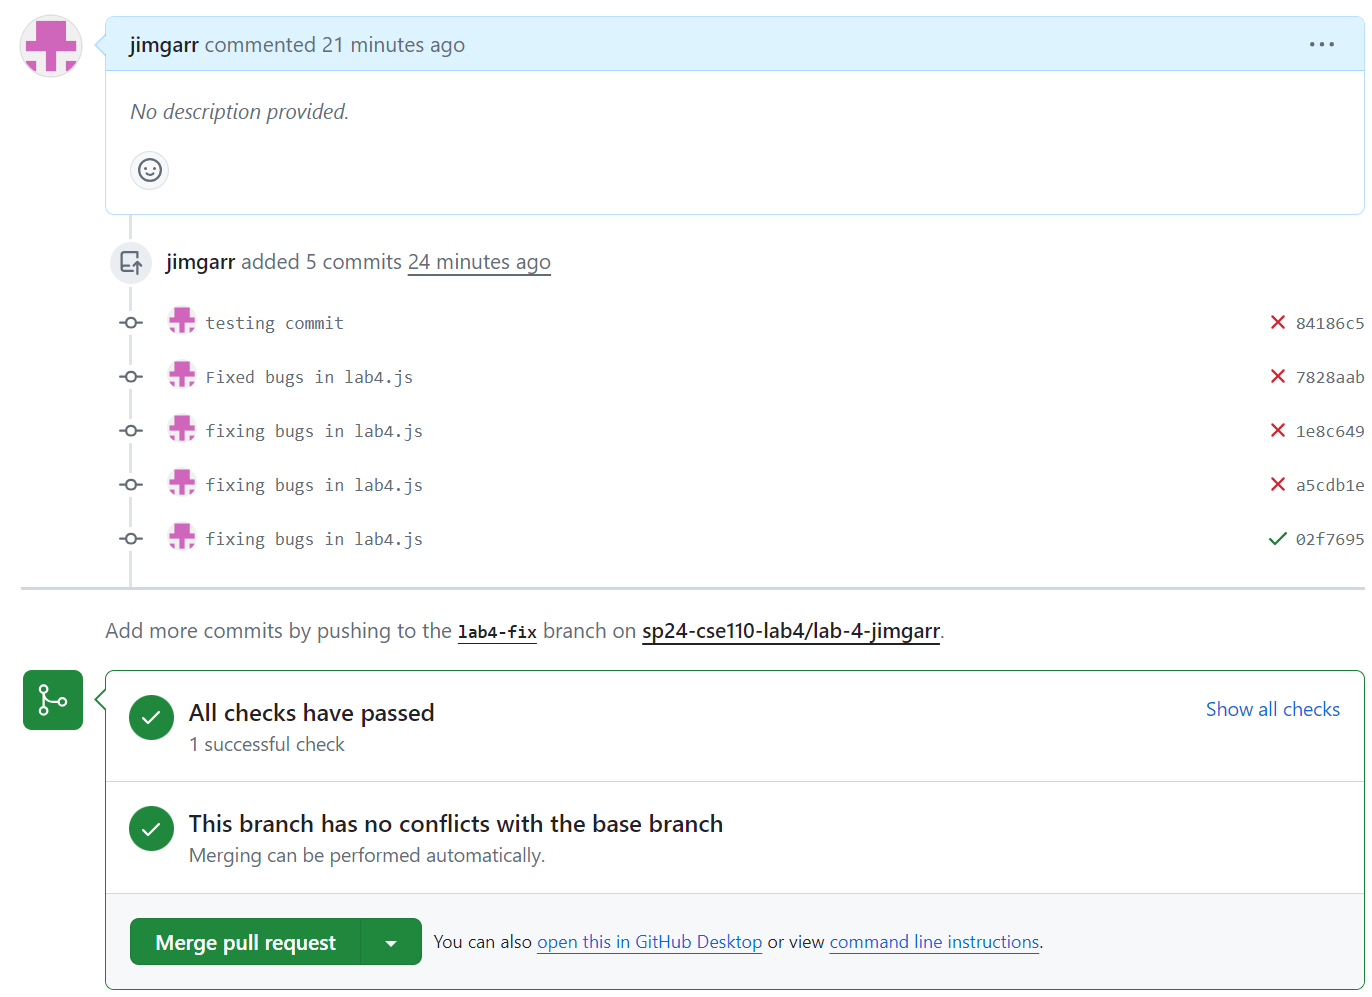 jimgarr commented 21 minutes ago
No description provided.
jimgarr added 5 commits 24 minutes ago
testing commit 84186c5
Fixed bugs in lab4.js 7828aab
fixing bugs in lab4.js 1e8c649
fixing bugs in lab4.js a5cdb1e
fixing bugs in lab4.js 02f7695
Add more commits by pushing to the lab4-fix branch on sp24-cse110-lab4/lab-4-jimgarr.
All checks have passed Show all checks
1 successful check
This branch has no conflicts with the base branch
Merging can be performed automatically.
Merge pull request You can also open this in GitHub Desktop or view command line instructions.